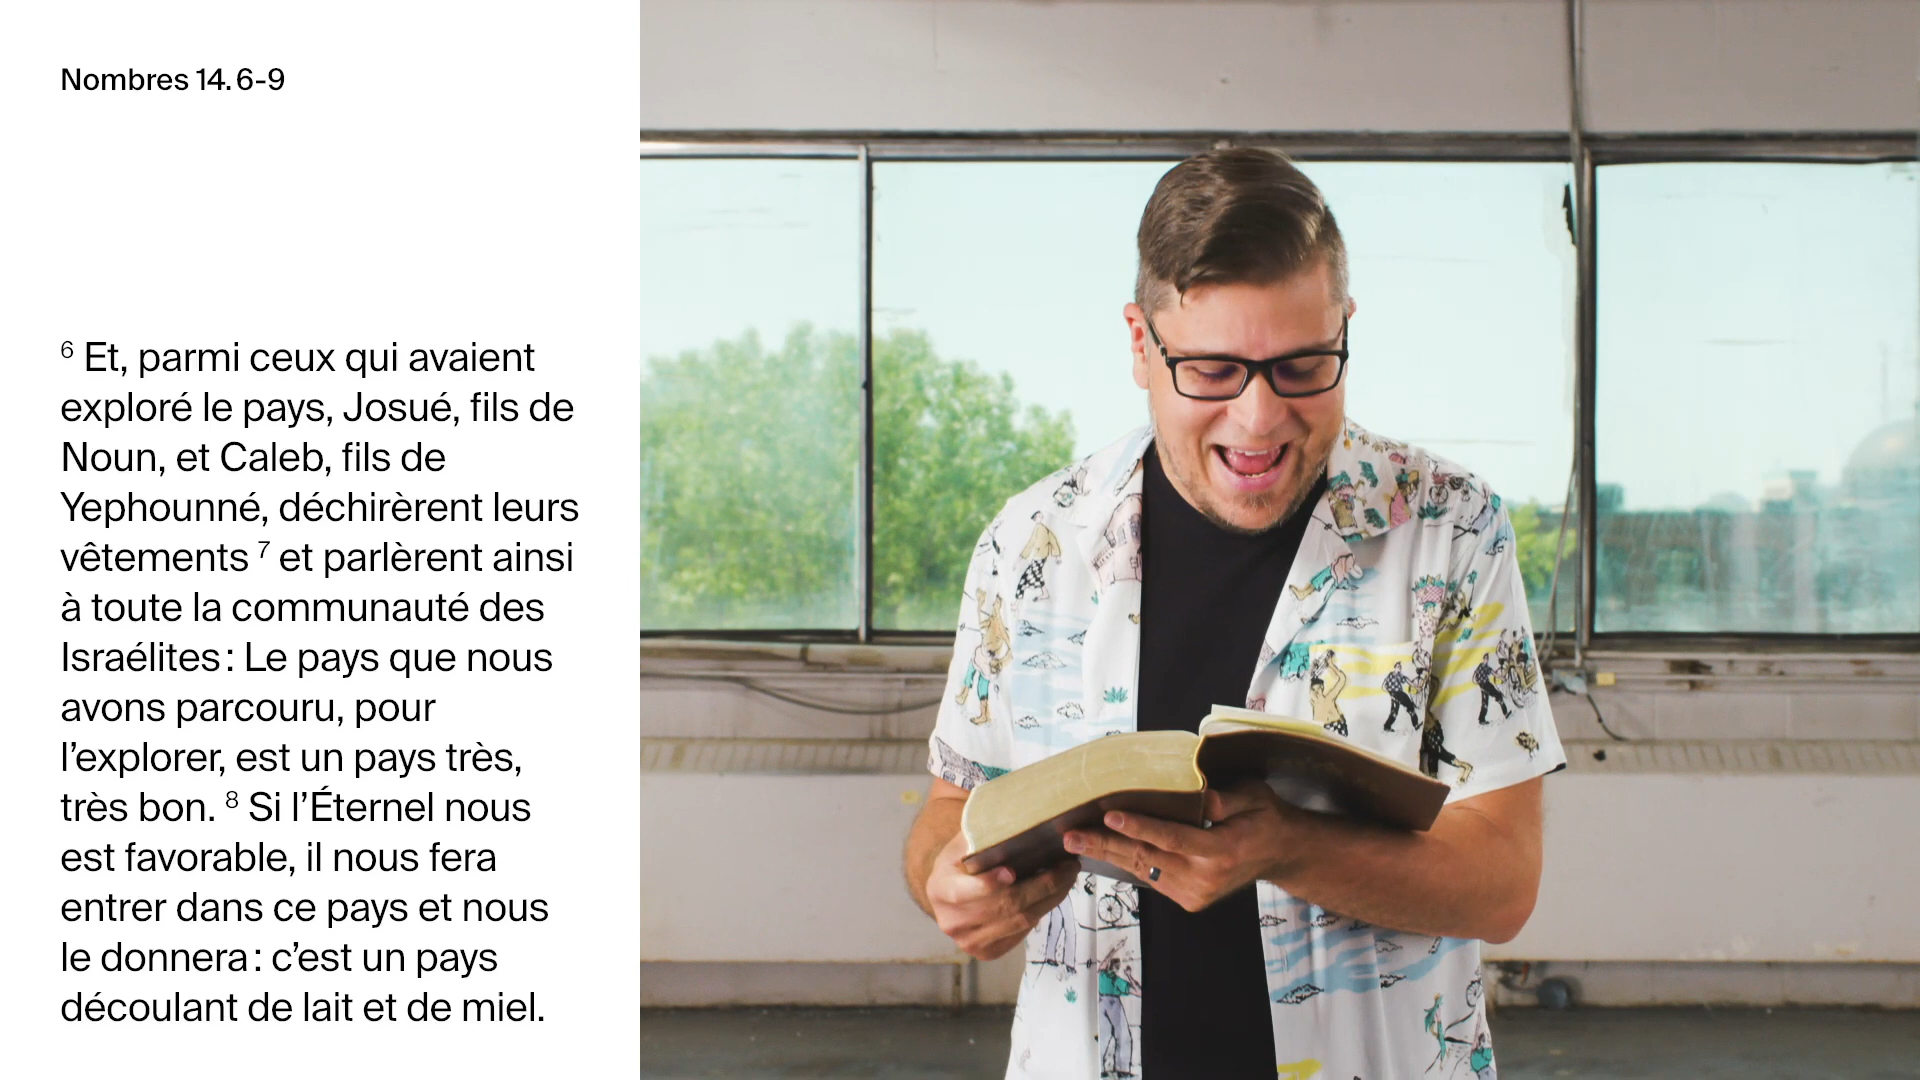 Nombres 14. 6-9
⁶ Et, parmi ceux qui avaient
exploré le pays, Josué, fils de
Noun, et Caleb, fils de
Yephounné, déchirèrent leurs
vêtements ⁷ et parlèrent ainsi
à toute la communauté des
Israélites : Le pays que nous
avons parcouru, pour
l’explorer, est un pays très,
très bon. ⁸ Si l’Éternel nous
est favorable, il nous fera
entrer dans ce pays et nous
le donnera : c’est un pays
découlant de lait et de miel.